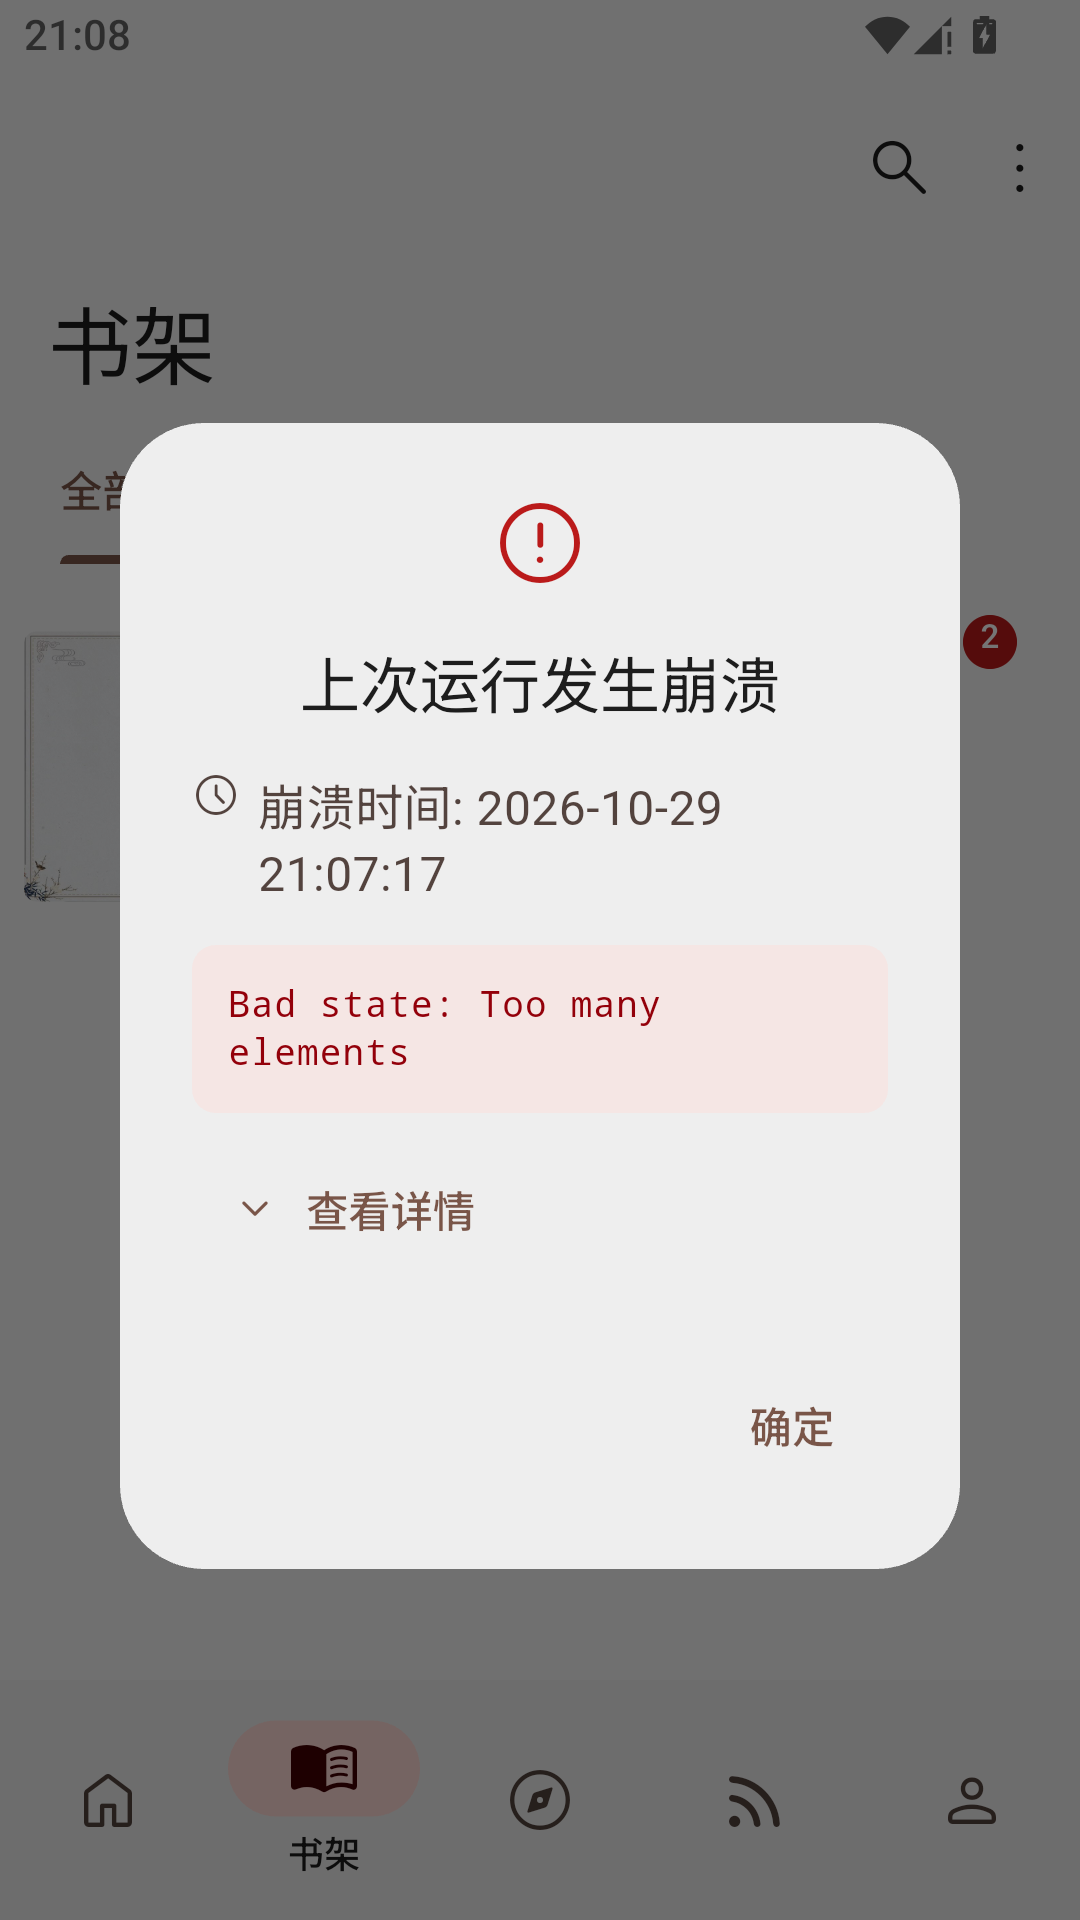 21:08
书架
全部
2
上次运行发生崩溃
崩溃时间: 2026-10-29
21:07:17
Bad state: Too many
elements
查看详情
确定
书架